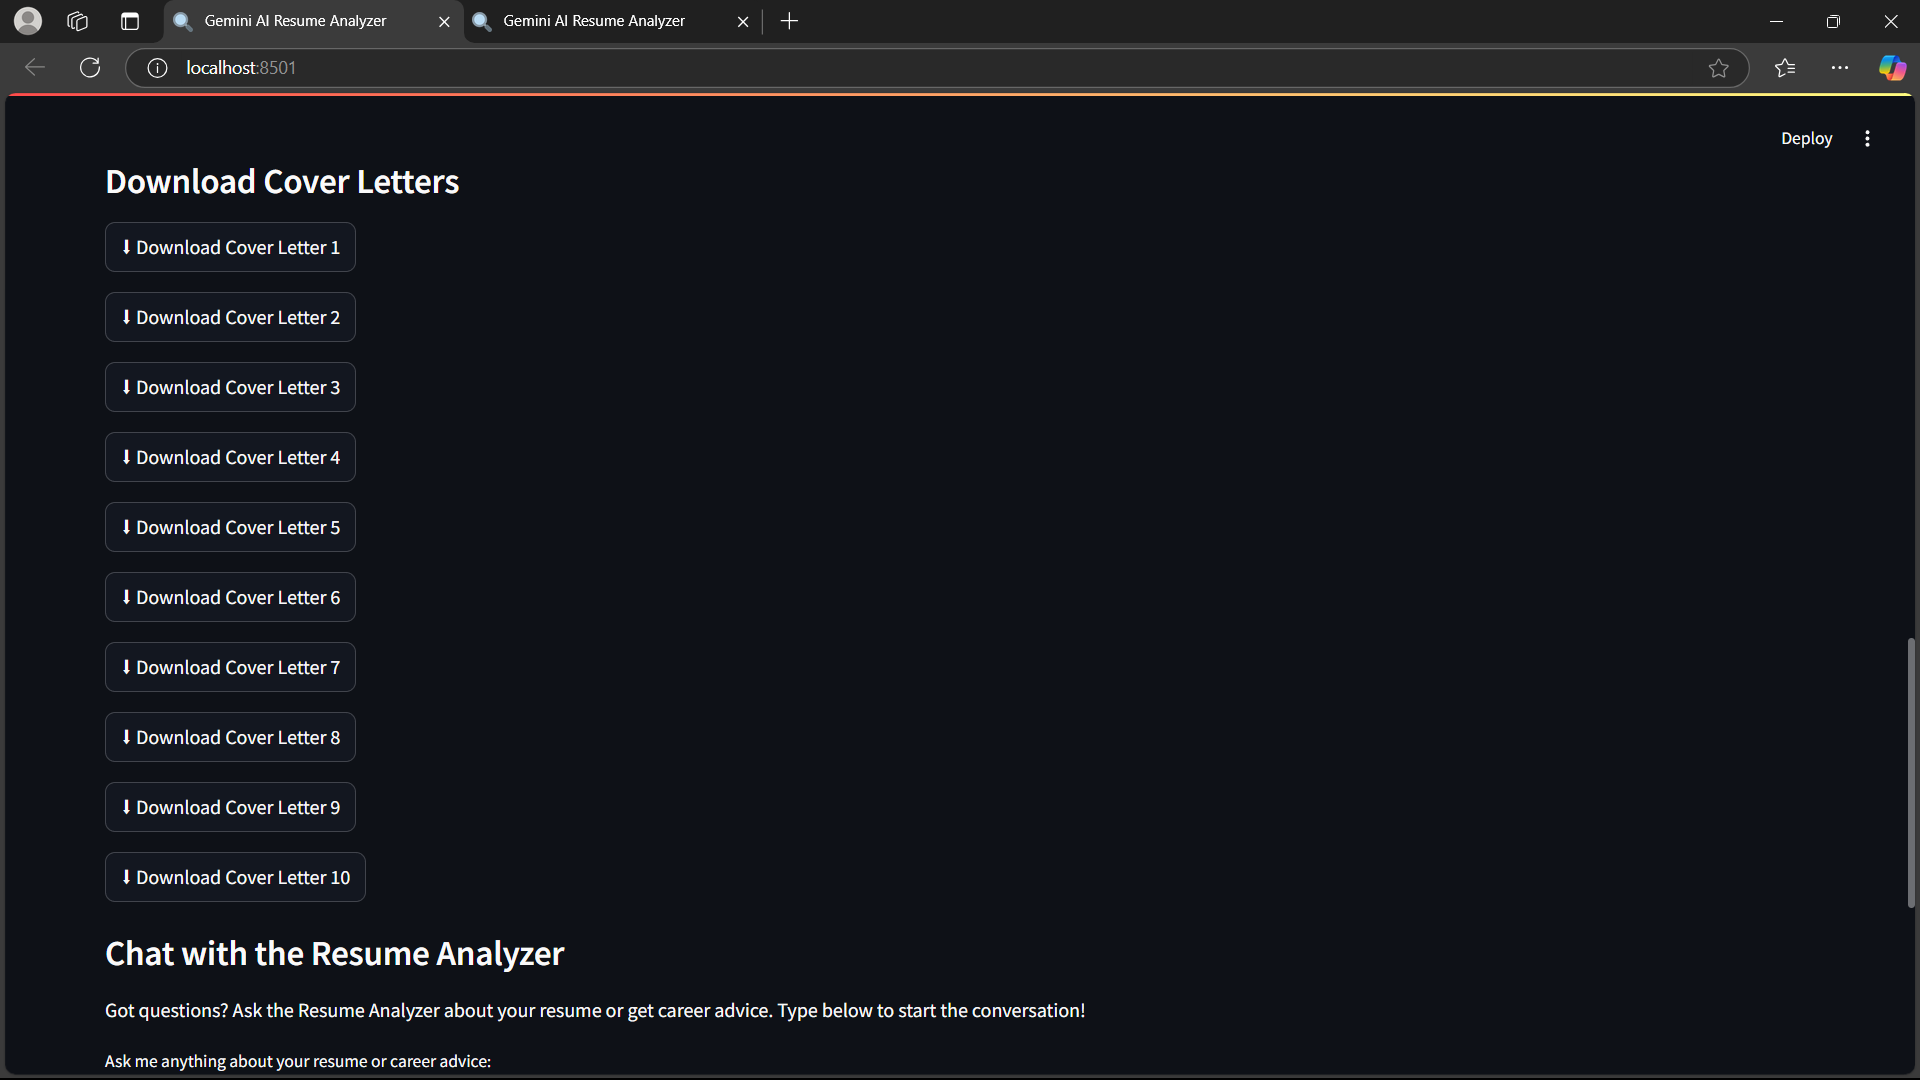 Gemini AI Resume Analyzer
Gemini AI Resume Analyzer
localhost:8501
Deploy
Download Cover Letters
⬇ Download Cover Letter 1
⬇ Download Cover Letter 2
⬇ Download Cover Letter 3
⬇ Download Cover Letter 4
⬇ Download Cover Letter 5
⬇ Download Cover Letter 6
⬇ Download Cover Letter 7
⬇ Download Cover Letter 8
⬇ Download Cover Letter 9
⬇ Download Cover Letter 10
Chat with the Resume Analyzer
Got questions? Ask the Resume Analyzer about your resume or get career advice. Type below to start the conversation!
Ask me anything about your resume or career advice: